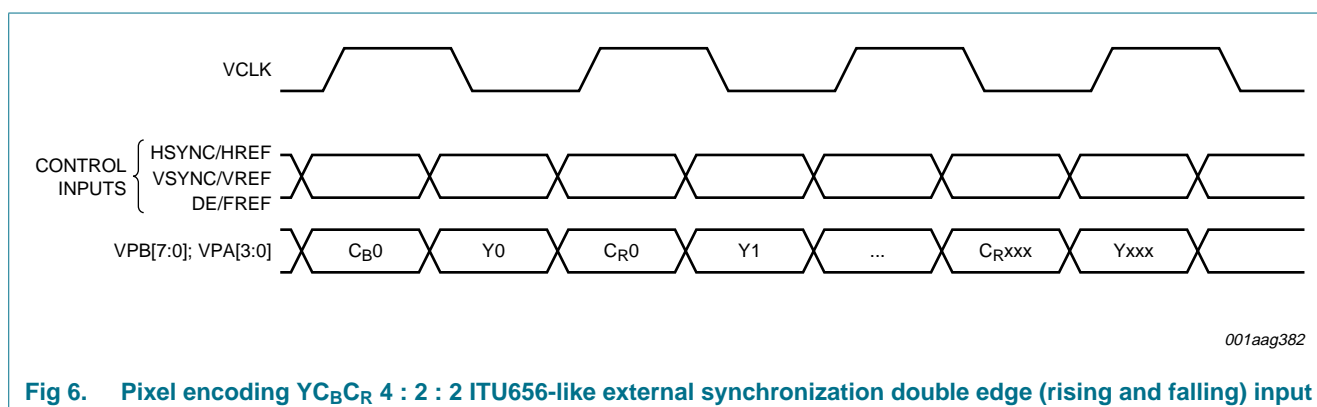 VCLK
CONTROL INPUTS
HSYNC/HREF
VSYNC/VREF
DE/FREF
VPB[7:0]; VPA[3:0]
CB0 Y0 CR0 Y1 ... CRxxx Yxxx
001aag382
Fig 6. Pixel encoding YCBCR 4 : 2 : 2 ITU656-like external synchronization double edge (rising and falling) input